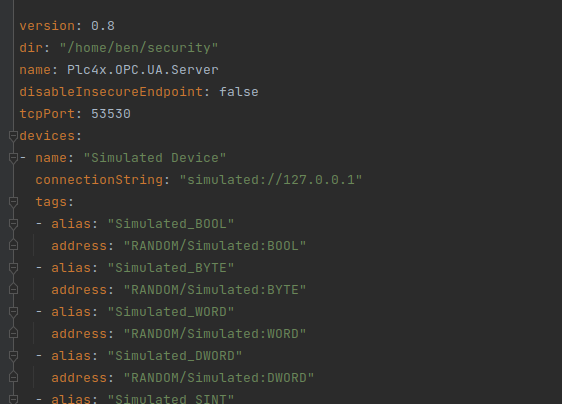 version: 0.8
dir: "/home/ben/security"
name: Plc4x.OPC.UA.Server
disableInsecureEndpoint: false
tcpPort: 53530
devices:
- name: "Simulated Device"
  connectionString: "simulated://127.0.0.1"
  tags:
  - alias: "Simulated_BOOL"
    address: "RANDOM/Simulated:BOOL"
  - alias: "Simulated_BYTE"
    address: "RANDOM/Simulated:BYTE"
  - alias: "Simulated_WORD"
    address: "RANDOM/Simulated:WORD"
  - alias: "Simulated_DWORD"
    address: "RANDOM/Simulated:DWORD"
  - alias: "Simulated_SINT"